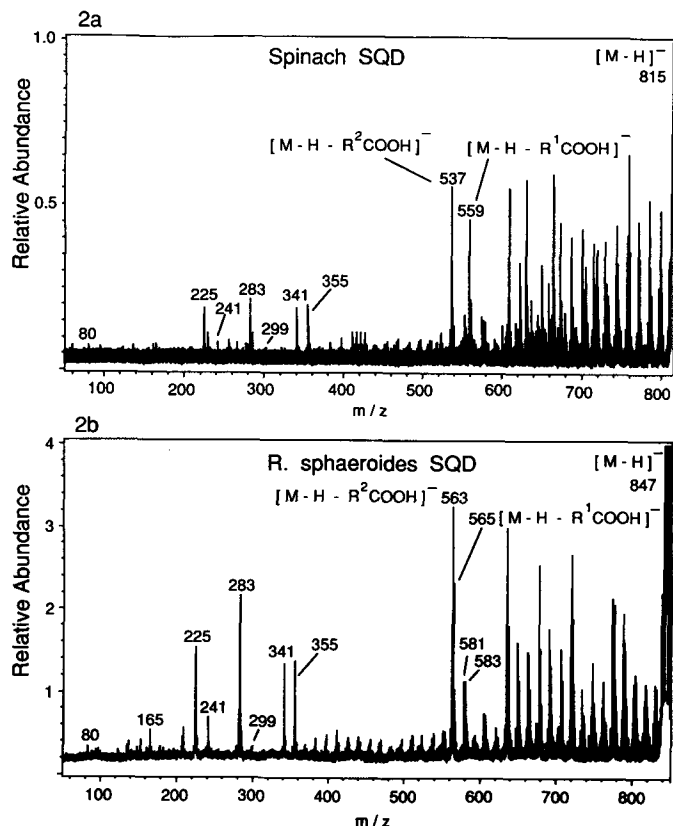 2a
1.0
Spinach SQD
[M - H]⁻
815
[M - H - R²COOH]⁻
[M - H - R¹COOH]⁻
Relative Abundance
0.5
537
559
225
241
283
299
341
355
80
100 200 300 400 500 600 700 800
m / z
2b
4
R. sphaeroides SQD
[M - H]⁻
847
[M - H - R²COOH]⁻ 563
565 [M - H - R¹COOH]⁻
Relative Abundance
3
2
1
283
225
341
355
581
583
241
165
299
80
100 200 300 400 500 600 700 800
m / z